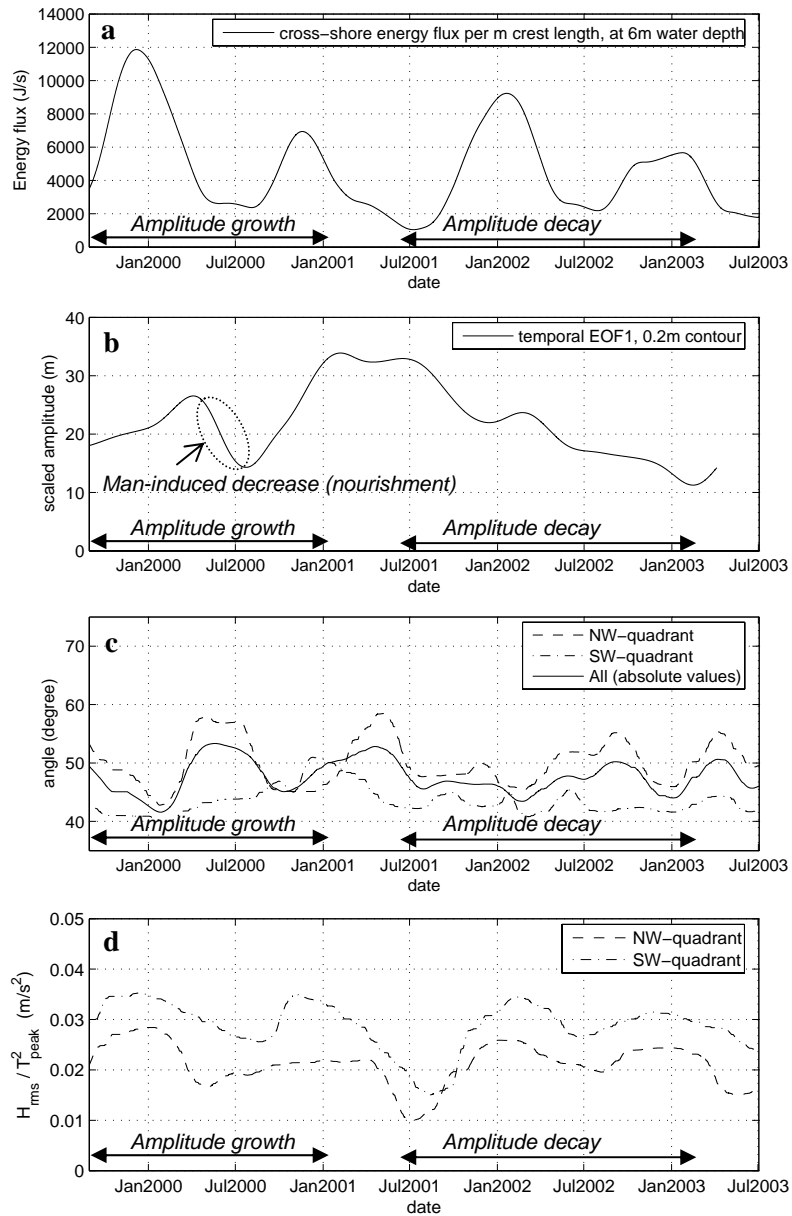 a
cross−shore energy flux per m crest length, at 6m water depth
14000
12000
10000
8000
6000
4000
2000
0
Energy flux (J/s)
Amplitude growth
Amplitude decay
Jan2000 Jul2000 Jan2001 Jul2001 Jan2002 Jul2002 Jan2003 Jul2003
date
b
temporal EOF1, 0.2m contour
40
30
20
10
0
scaled amplitude (m)
Man-induced decrease (nourishment)
Amplitude growth
Amplitude decay
Jan2000 Jul2000 Jan2001 Jul2001 Jan2002 Jul2002 Jan2003 Jul2003
date
c
NW−quadrant
SW−quadrant
All (absolute values)
70
60
50
40
angle (degree)
Amplitude growth
Amplitude decay
Jan2000 Jul2000 Jan2001 Jul2001 Jan2002 Jul2002 Jan2003 Jul2003
date
d
NW−quadrant
SW−quadrant
0.05
0.04
0.03
0.02
0.01
0
H_rms / T²_peak (m/s²)
Amplitude growth
Amplitude decay
Jan2000 Jul2000 Jan2001 Jul2001 Jan2002 Jul2002 Jan2003 Jul2003
date